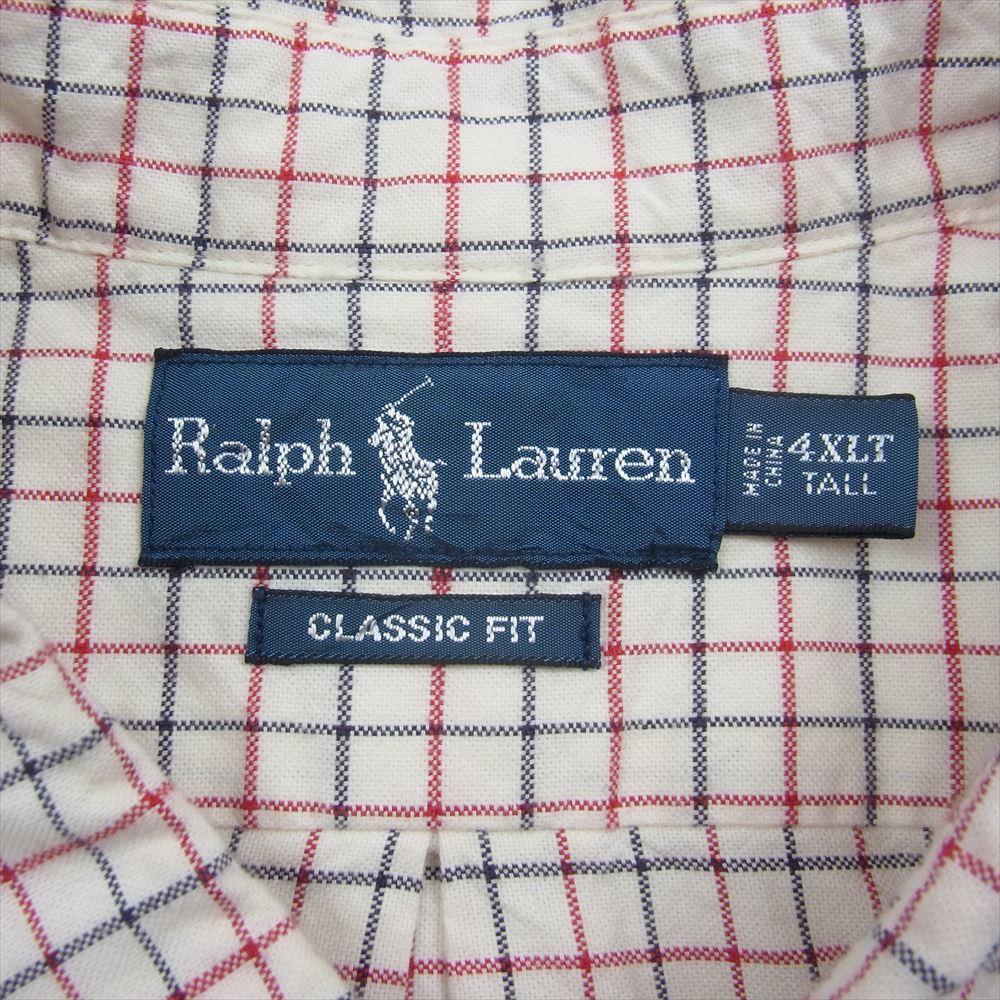 Ralph Lauren
MADE IN
CHINA
4XLT
TALL
CLASSIC FIT